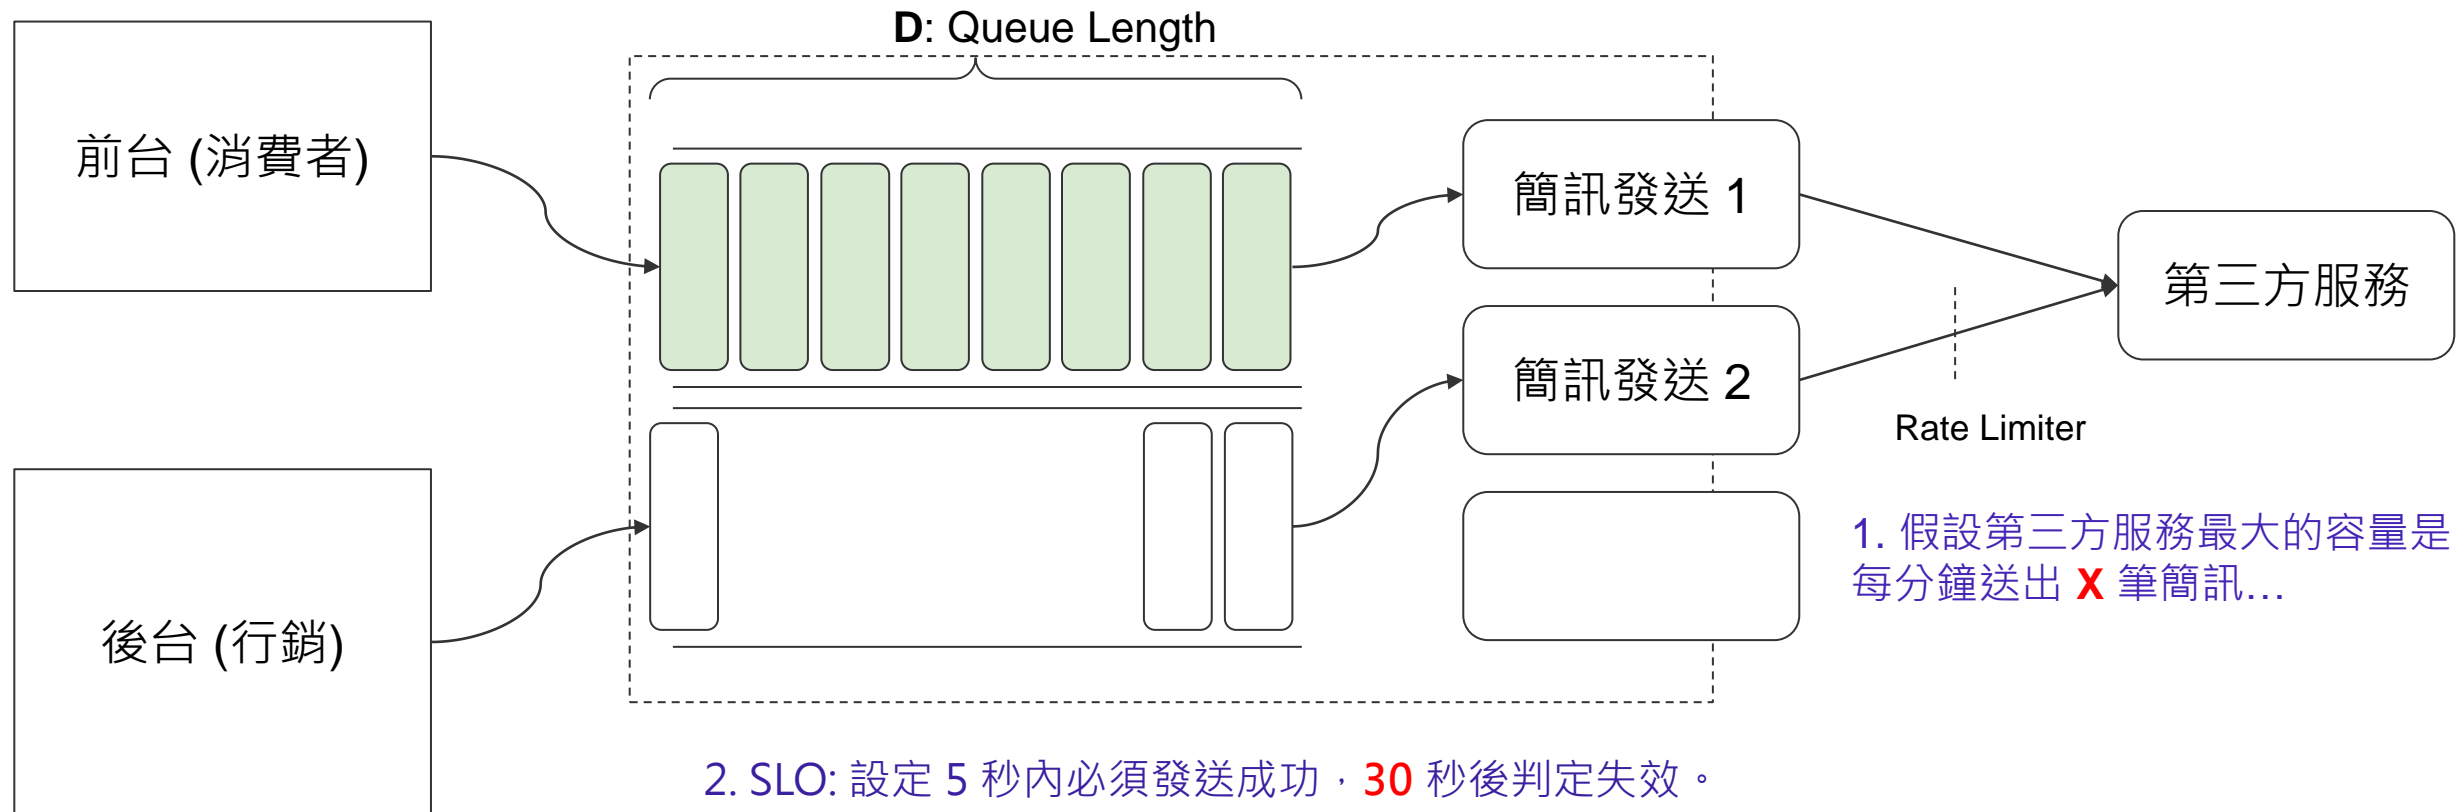 D: Queue Length
前台 (消費者)
簡訊發送 1
第三方服務
簡訊發送 2
Rate Limiter
後台 (行銷)
1. 假設第三方服務最大的容量是
每分鐘送出 X 筆簡訊…
2. SLO: 設定 5 秒內必須發送成功，30 秒後判定失效。